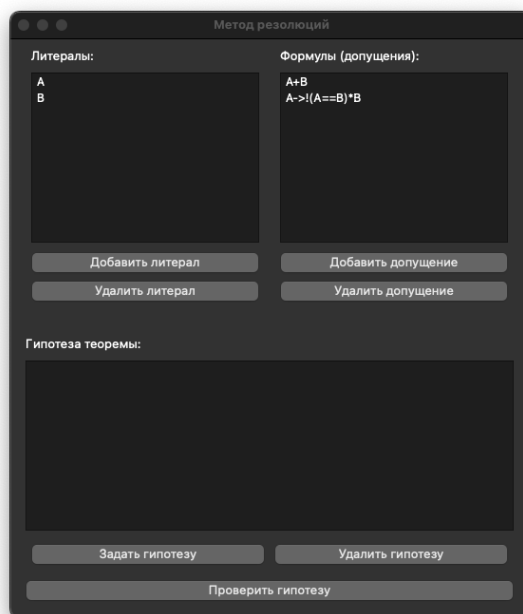 Метод резолюций
Литералы:
A
B
Формулы (допущения):
A+B
A->!(A==B)*B
Добавить литерал
Добавить допущение
Удалить литерал
Удалить допущение
Гипотеза теоремы:
Задать гипотезу
Удалить гипотезу
Проверить гипотезу